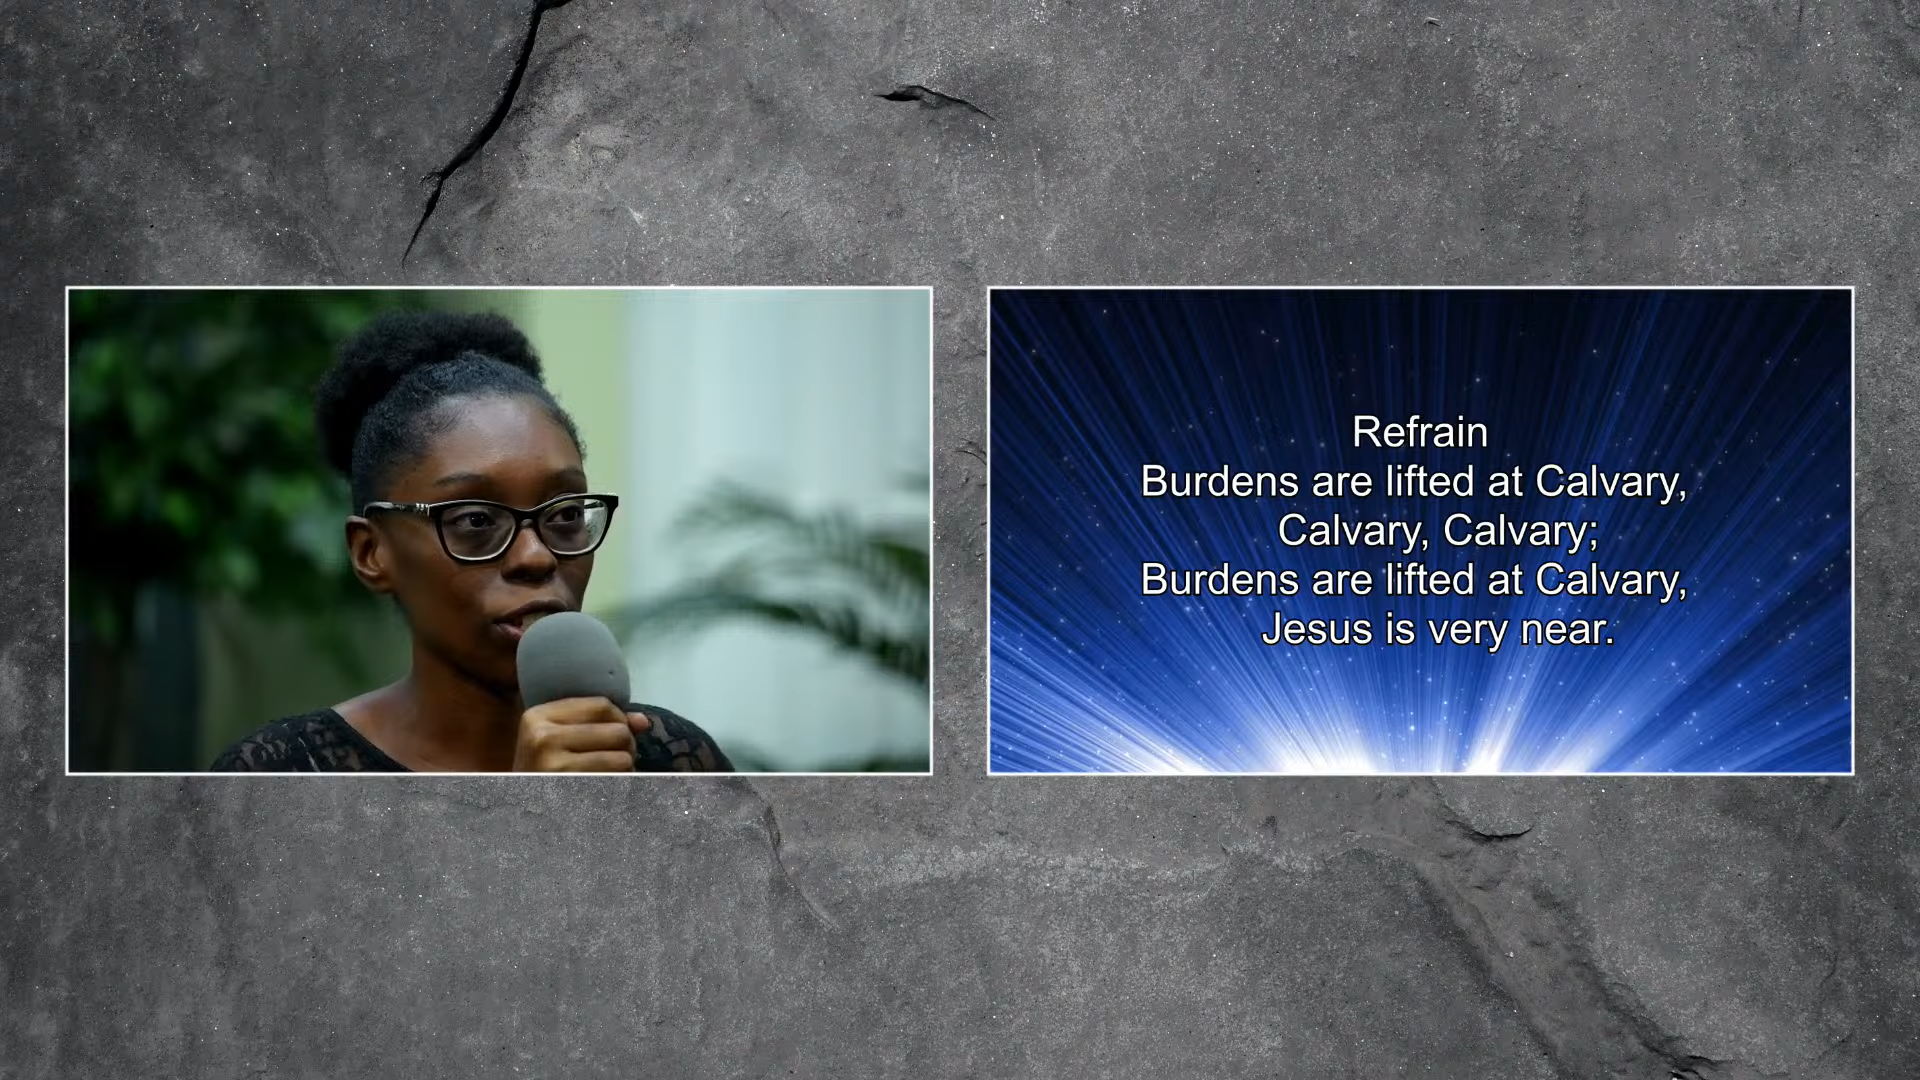 Refrain
Burdens are lifted at Calvary,
Calvary, Calvary;
Burdens are lifted at Calvary,
Jesus is very near.